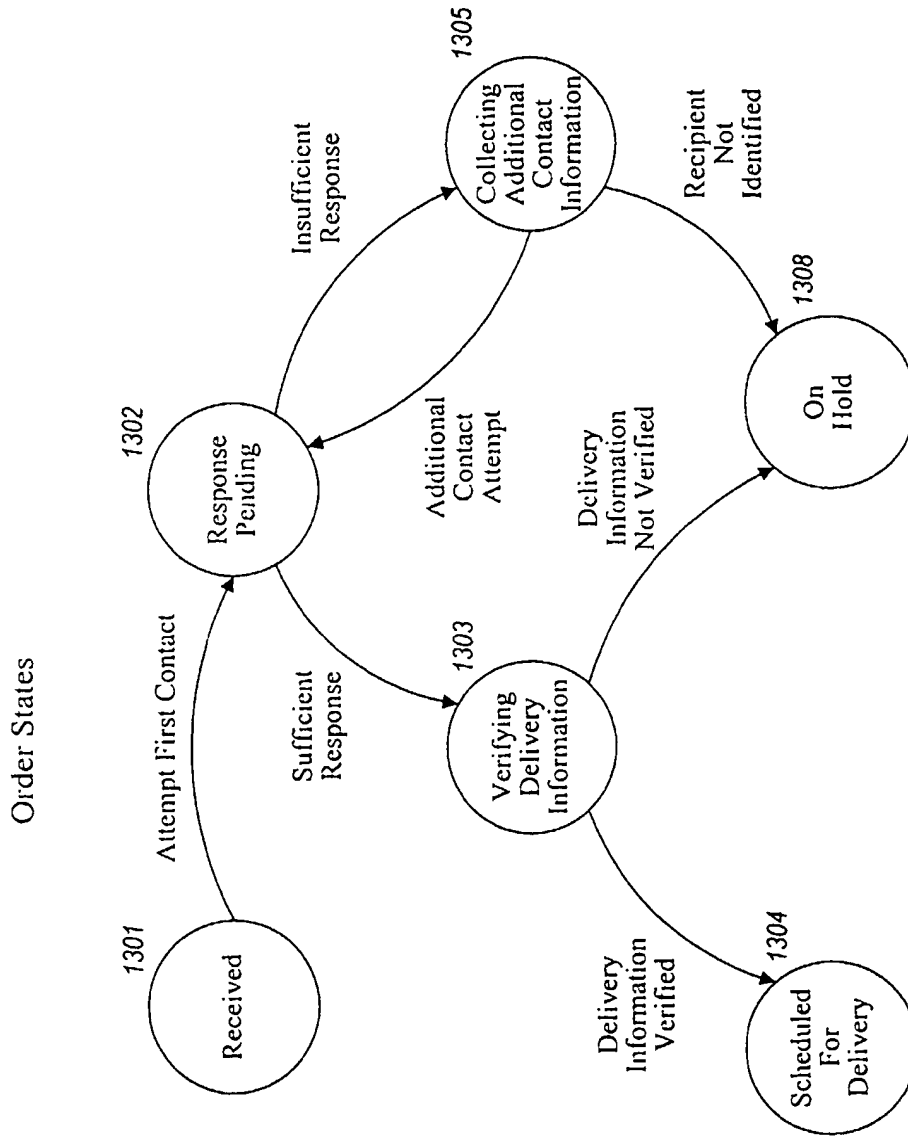 Order States
1301
Received
Attempt First Contact
1302
Response
Pending
Insufficient
Response
1305
Collecting
Additional
Contact
Information
Sufficient
Response
Additional
Contact
Attempt
1303
Verifying
Delivery
Information
Delivery
Information
Not Verified
Recipient
Not
Identified
Delivery
Information
Verified
1304
Scheduled
For
Delivery
1308
On
Hold